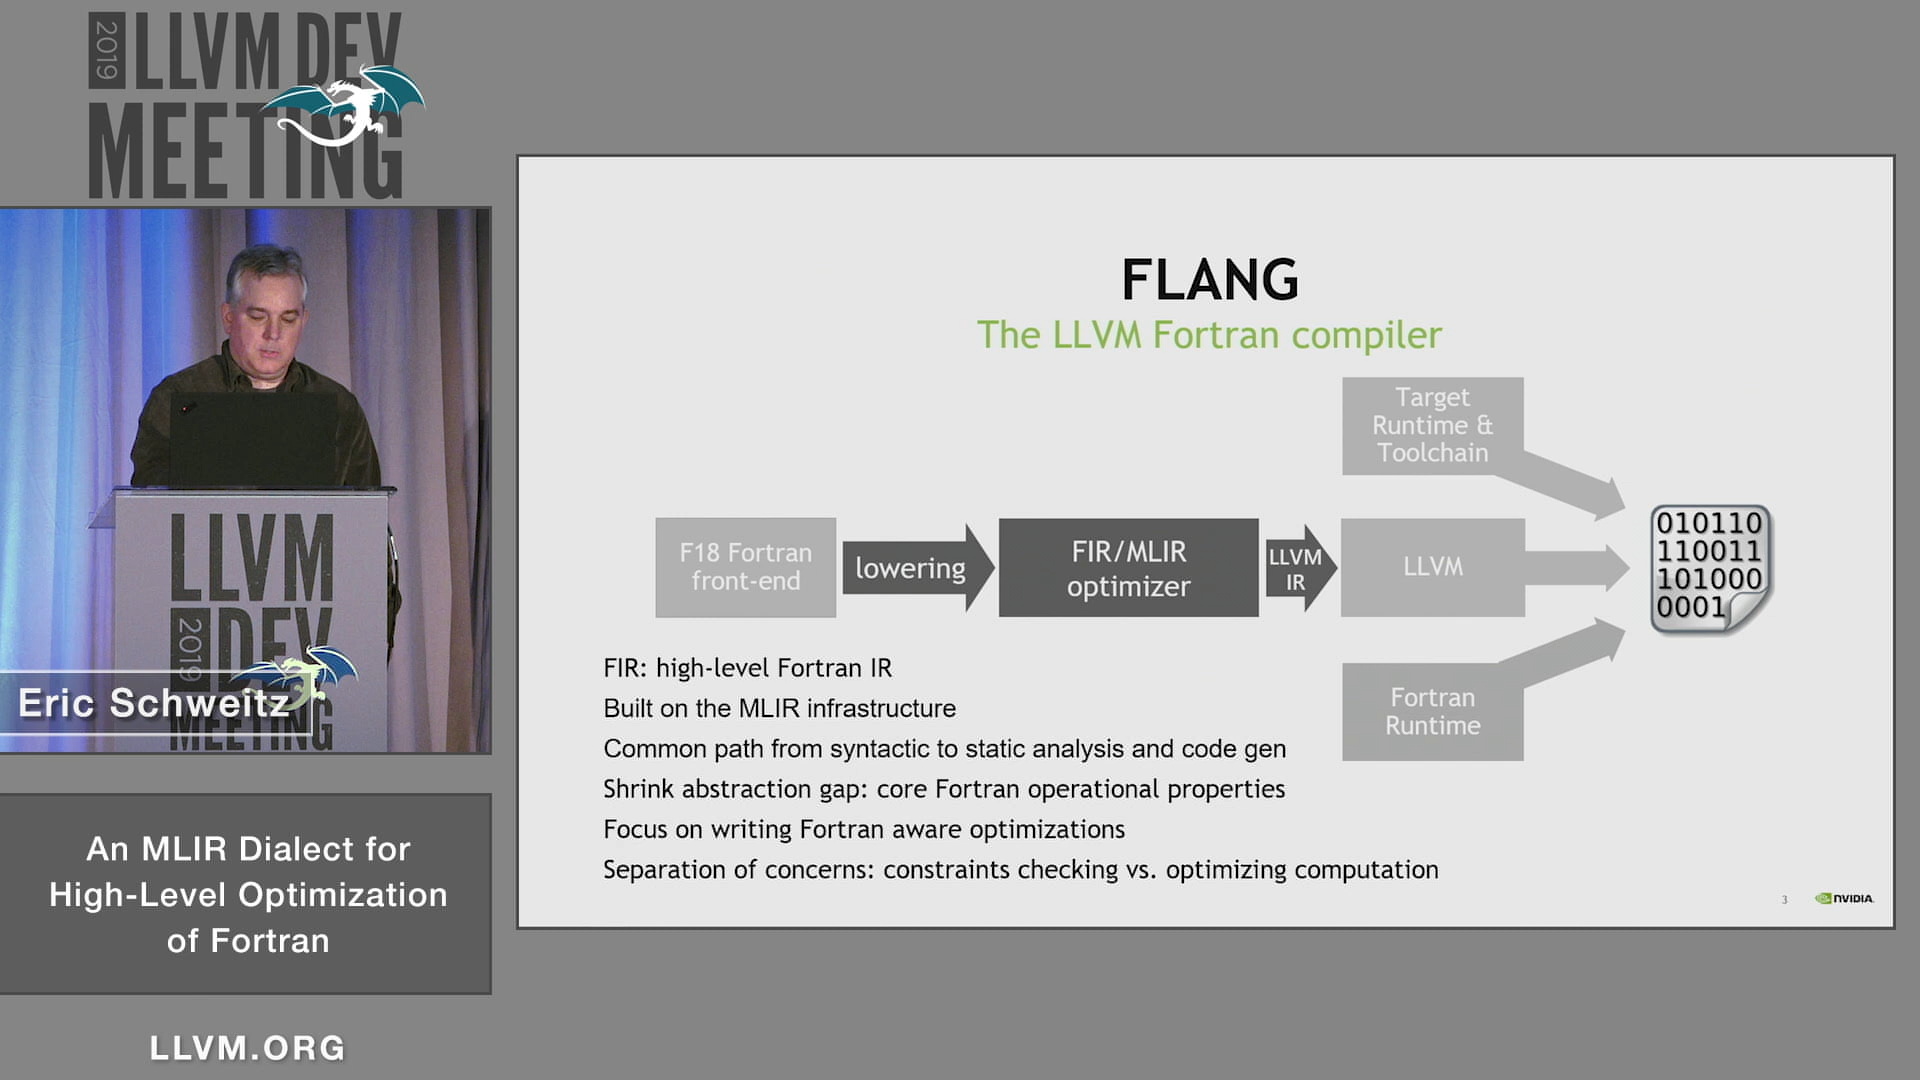 2019
LLVM DEV
MEETING
LLVM
2019
DEV
MEETING
Eric Schweitz
An MLIR Dialect for
High-Level Optimization
of Fortran
LLVM.ORG
FLANG
The LLVM Fortran compiler
Target
Runtime &
Toolchain
F18 Fortran
front-end
lowering
FIR/MLIR
optimizer
LLVM
IR
LLVM
010110
110011
101000
0001
Fortran
Runtime
FIR: high-level Fortran IR
Built on the MLIR infrastructure
Common path from syntactic to static analysis and code gen
Shrink abstraction gap: core Fortran operational properties
Focus on writing Fortran aware optimizations
Separation of concerns: constraints checking vs. optimizing computation
3
NVIDIA.